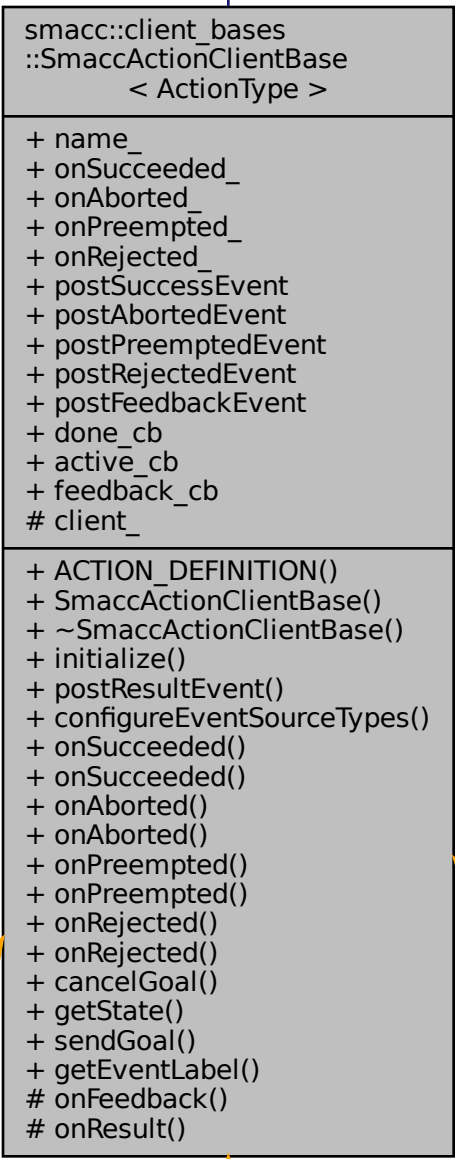 smacc::client_bases
::SmaccActionClientBase
< ActionType >
+ name_
+ onSucceeded_
+ onAborted_
+ onPreempted_
+ onRejected_
+ postSuccessEvent
+ postAbortedEvent
+ postPreemptedEvent
+ postRejectedEvent
+ postFeedbackEvent
+ done_cb
+ active_cb
+ feedback_cb
# client_
+ ACTION_DEFINITION()
+ SmaccActionClientBase()
+ ~SmaccActionClientBase()
+ initialize()
+ postResultEvent()
+ configureEventSourceTypes()
+ onSucceeded()
+ onSucceeded()
+ onAborted()
+ onAborted()
+ onPreempted()
+ onPreempted()
+ onRejected()
+ onRejected()
+ cancelGoal()
+ getState()
+ sendGoal()
+ getEventLabel()
# onFeedback()
# onResult()